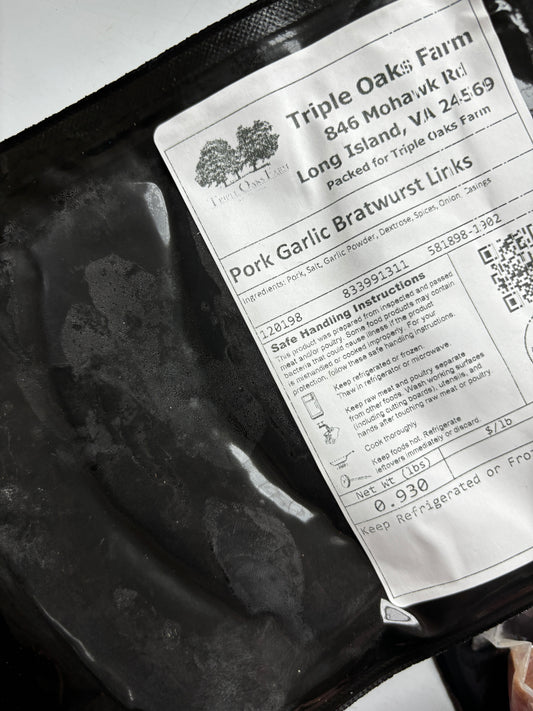 Triple Oaks Farm
846 Mohawk Rd
Long Island, VA 24569
Packed for Triple Oaks Farm
TRIPLE OAKS FARM
Pork Garlic Bratwurst Links
Ingredients: Pork, Salt, Garlic Powder, Dextrose, Spices, Onion, Casings
120198 833991311 581898-1302
Safe Handling Instructions
This product was prepared from inspected and passed
meat and/or poultry. Some food products may contain
bacteria that could cause illness if the product
is mishandled or cooked improperly. For your
protection, follow these safe handling instructions.
Keep refrigerated or frozen.
Thaw in refrigerator or microwave.
Keep raw meat and poultry separate
from other foods. Wash working surfaces
(including cutting boards), utensils, and
hands after touching raw meat or poultry.
Cook thoroughly
Keep foods hot. Refrigerate
leftovers immediately or discard.
Net Wt (lbs) $/lb
0.930
Keep Refrigerated or Fro